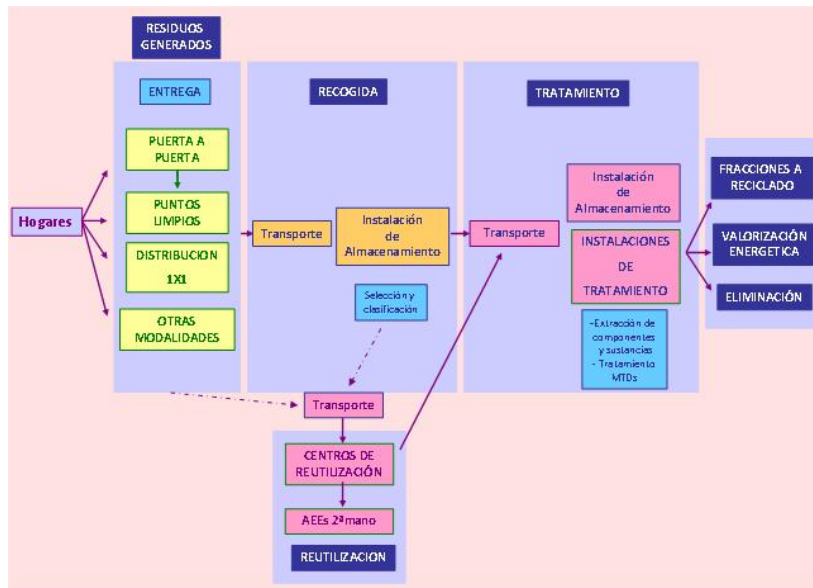 RESIDUOS
GENERADOS
ENTREGA
RECOGIDA
TRATAMIENTO
Hogares
PUERTA A
PUERTA
PUNTOS
LIMPIOS
DISTRIBUCION
1X1
OTRAS
MODALIDADES
Transporte
Instalación
de
Almacenamiento
Selección y
clasificación
Transporte
Instalación
de
Almacenamiento
INSTALACIONES
DE
TRATAMIENTO
-Extracción de
componentes
y sustancias
- Tratamiento
MTDs
FRACCIONES A
RECICLADO
VALORIZACIÓN
ENERGETICA
ELIMINACIÓN
Transporte
CENTROS DE
REUTILIZACIÓN
AEEs 2ªmano
REUTILIZACION